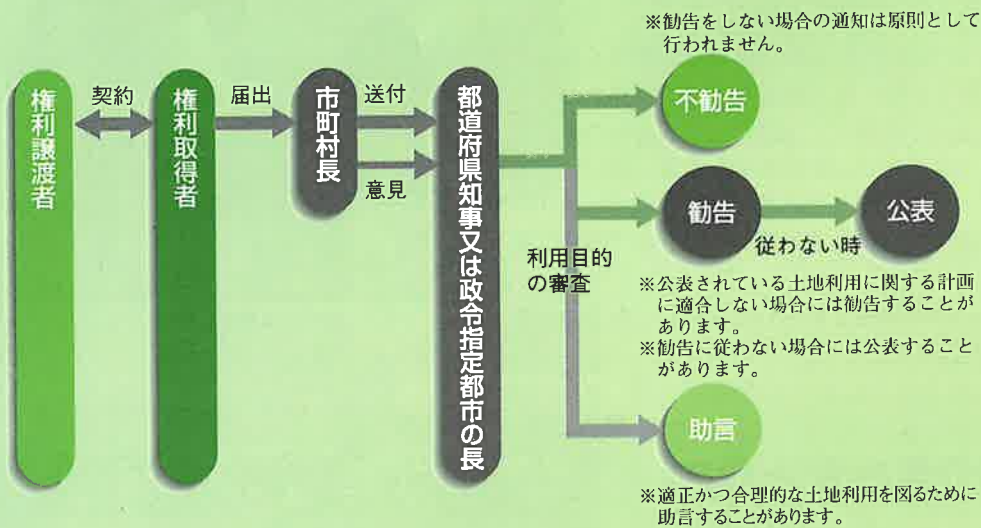 ※勧告をしない場合の通知は原則として
行われません。
権利譲渡者
契約
権利取得者
届出
市町村長
送付
意見
都道府県知事又は政令指定都市の長
利用目的
の審査
不勧告
勧告
従わない時
公表
※公表されている土地利用に関する計画
に適合しない場合には勧告することが
あります。
※勧告に従わない場合には公表すること
があります。
助言
※適正かつ合理的な土地利用を図るために
助言することがあります。